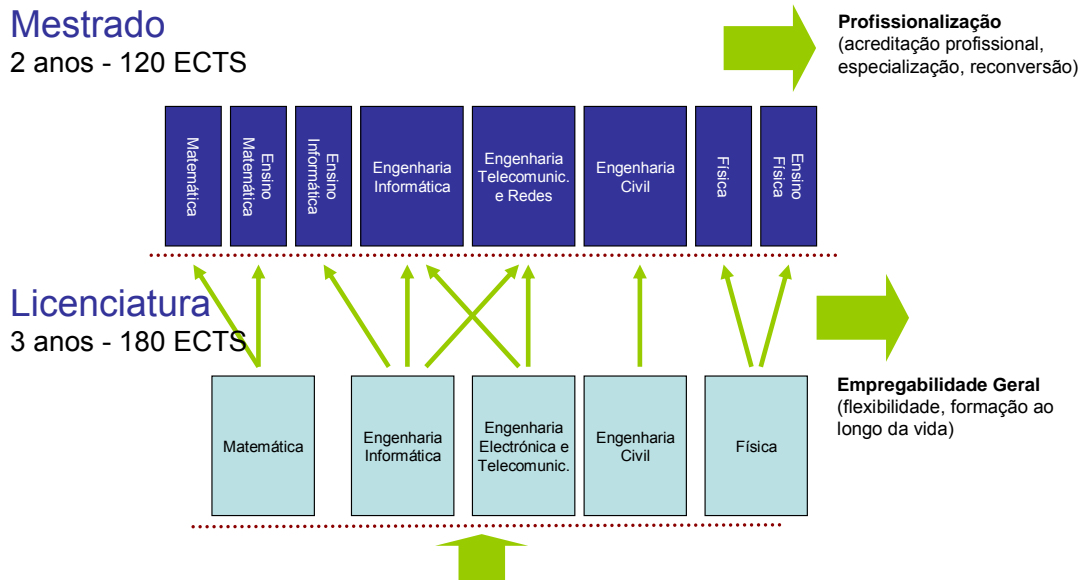 Mestrado
2 anos - 120 ECTS
Profissionalização
(acreditação profissional,
especialização, reconversão)
Matemática
Ensino
Matemática
Ensino
Informática
Engenharia
Informática
Engenharia
Telecomunic.
e Redes
Engenharia
Civil
Física
Ensino
Física
Licenciatura
3 anos - 180 ECTS
Empregabilidade Geral
(flexibilidade, formação ao
longo da vida)
Matemática
Engenharia
Informática
Engenharia
Electrónica e
Telecomunic.
Engenharia
Civil
Física